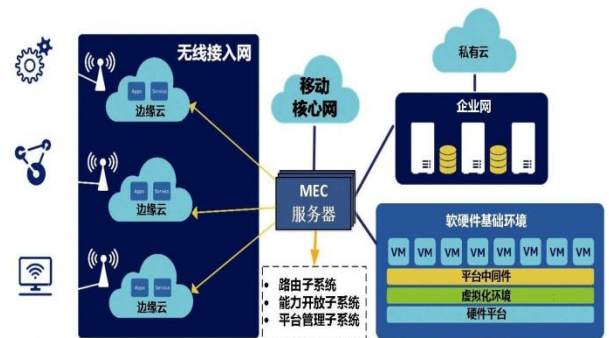 无线接入网
Apps Service
边缘云
Apps Service
边缘云
Apps Service
边缘云
移动
核心网
MEC
服务器
• 路由子系统
• 能力开放子系统
• 平台管理子系统
私有云
企业网
软硬件基础环境
VM VM VM VM VM VM VM VM
平台中间件
虚拟化环境
硬件平台